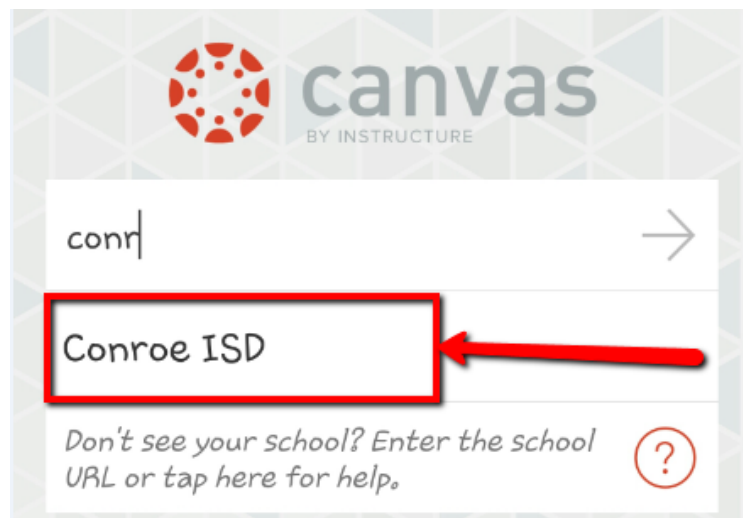 canvas
BY INSTRUCTURE
conr
Conroe ISD
Don't see your school? Enter the school
URL or tap here for help.
?